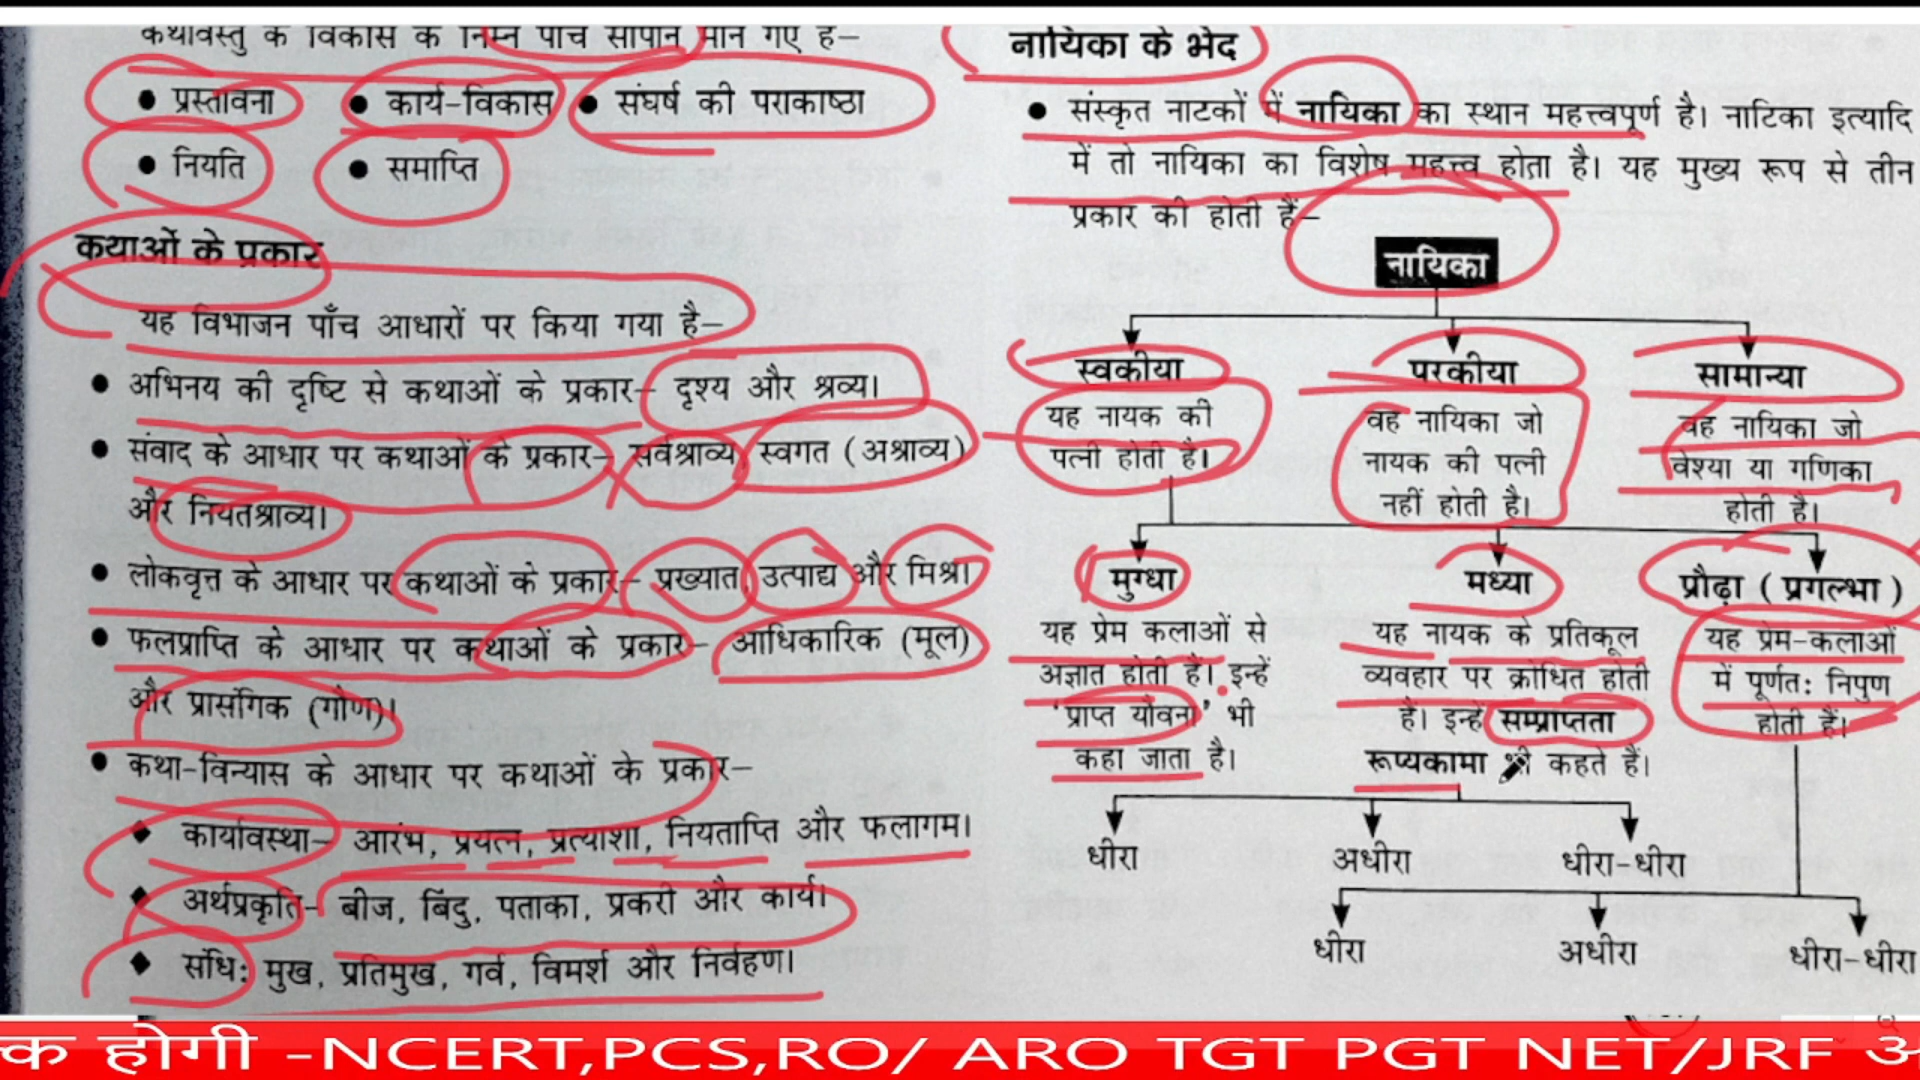 कथावस्तु के विकास के निम्न पाँच सोपान माने गए हैं–
• प्रस्तावना • कार्य-विकास • संघर्ष की पराकाष्ठा
• नियति • समाप्ति
कथाओं के प्रकार
यह विभाजन पाँच आधारों पर किया गया है–
• अभिनय की दृष्टि से कथाओं के प्रकार– दृश्य और श्रव्य।
• संवाद के आधार पर कथाओं के प्रकार– सर्वश्राव्य, स्वगत (अश्राव्य)
और नियतश्राव्य।
• लोकवृत्त के आधार पर कथाओं के प्रकार– प्रख्यात, उत्पाद्य और मिश्र।
• फलप्राप्ति के आधार पर कथाओं के प्रकार– आधिकारिक (मूल)
और प्रासंगिक (गौण)।
• कथा-विन्यास के आधार पर कथाओं के प्रकार–
♦ कार्यावस्था– आरंभ, प्रयत्न, प्रत्याशा, नियताप्ति और फलागम।
♦ अर्थप्रकृति– बीज, बिंदु, पताका, प्रकरी और कार्य।
♦ संधि: मुख, प्रतिमुख, गर्व, विमर्श और निर्वहण।
नायिका के भेद
• संस्कृत नाटकों में नायिका का स्थान महत्त्वपूर्ण है। नाटिका इत्यादि
में तो नायिका का विशेष महत्त्व होता है। यह मुख्य रूप से तीन
प्रकार की होती हैं–
नायिका
स्वकीया परकीया सामान्या
यह नायक की वह नायिका जो वह नायिका जो
पत्नी होती है। नायक की पत्नी वेश्या या गणिका
नहीं होती है। होती है।
मुग्धा मध्या प्रौढ़ा (प्रगल्भा)
यह प्रेम कलाओं से यह नायक के प्रतिकूल यह प्रेम-कलाओं
अज्ञात होती हैं। इन्हें व्यवहार पर क्रोधित होती में पूर्णत: निपुण
'प्राप्त यौवना' भी हैं। इन्हें सम्प्राप्तता होती हैं।
कहा जाता है। रूप्यकामा भी कहते हैं।
धीरा अधीरा धीरा-धीरा
धीरा अधीरा धीरा-धीरा
क होगी -NCERT,PCS,RO/ ARO TGT PGT NET/JRF